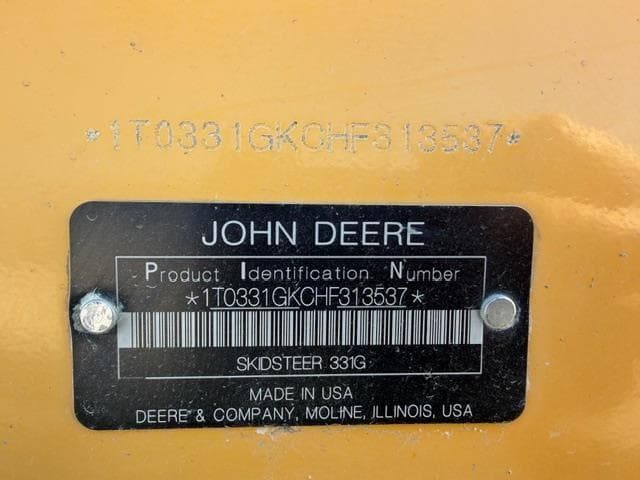 *1T0331GKCHF313537*
JOHN DEERE
Product Identification Number
*1T0331GKCHF313537*
SKIDSTEER 331G
MADE IN USA
DEERE & COMPANY, MOLINE, ILLINOIS, USA